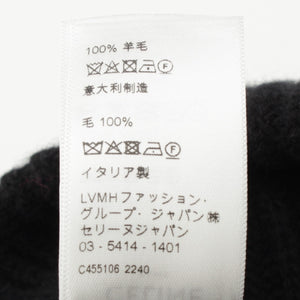 100% 羊毛
意大利制造
毛 100%
イタリア製
LVMHファッション・
グループ・ジャパン㈱
セリーヌジャパン
03 - 5414 - 1401
C455106 2240